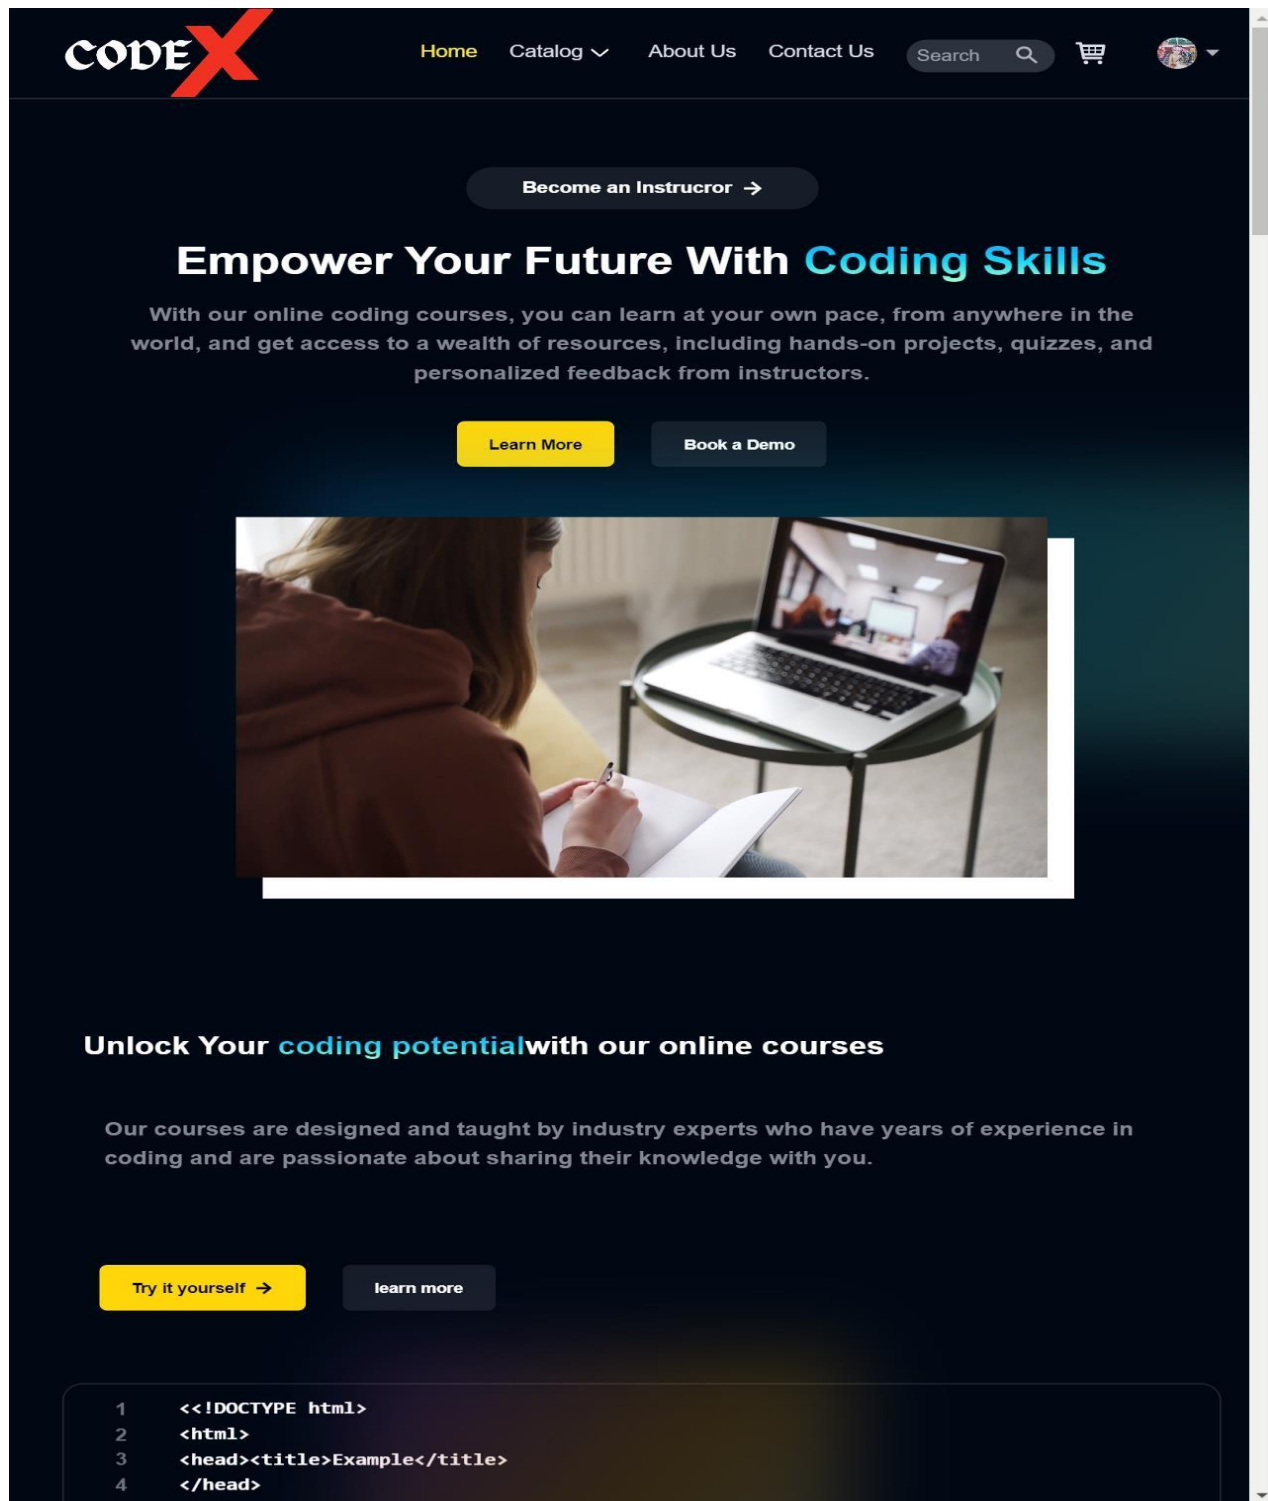 CODEX
Home Catalog About Us Contact Us Search
Become an Instrucror →
Empower Your Future With Coding Skills
With our online coding courses, you can learn at your own pace, from anywhere in the
world, and get access to a wealth of resources, including hands-on projects, quizzes, and
personalized feedback from instructors.
Learn More Book a Demo
Unlock Your coding potentialwith our online courses
Our courses are designed and taught by industry experts who have years of experience in
coding and are passionate about sharing their knowledge with you.
Try it yourself → learn more
1 <<!DOCTYPE html>
2 <html>
3 <head><title>Example</title>
4 </head>